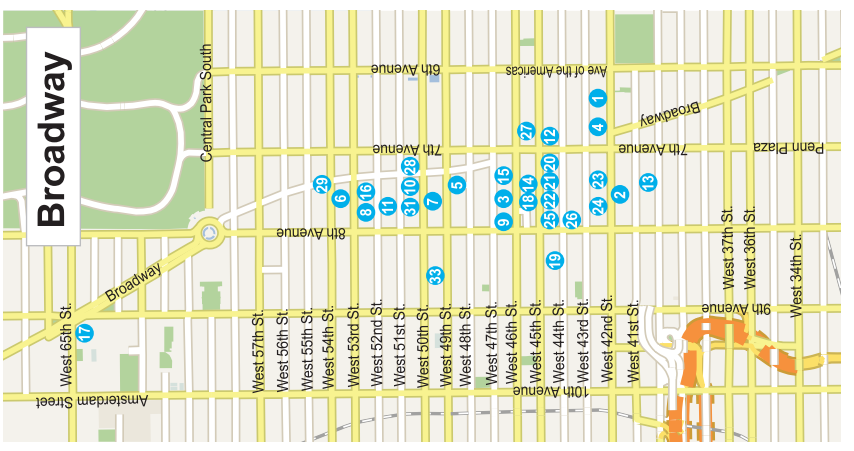 Broadway
Central Park South
6th Avenue
Ave of the Americas
Broadway
7th Avenue
7th Avenue
Penn Plaza
8th Avenue
Broadway
9th Avenue
10th Avenue
Amsterdam Street
West 65th St.
West 57th St.
West 56th St.
West 55th St.
West 54th St.
West 53rd St.
West 52nd St.
West 51st St.
West 50th St.
West 49th St.
West 48th St.
West 47th St.
West 46th St.
West 45th St.
West 44th St.
West 43rd St.
West 42nd St.
West 41st St.
West 37th St.
West 36th St.
West 34th St.
1
4
27
12
29
6
16
8
11
28
10
31
7
5
15
3
9
14
18
20
21
22
25
26
23
24
2
13
33
19
17